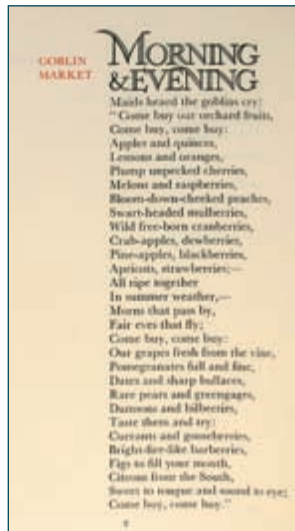 GOBLIN
MARKET
MORNING
& EVENING
Maids heard the goblins cry:
"Come buy our orchard fruits,
Come buy, come buy:
Apples and quinces,
Lemons and oranges,
Plump unpecked cherries,
Melons and raspberries,
Bloom-down-cheeked peaches,
Swart-headed mulberries,
Wild free-born cranberries,
Crab-apples, dewberries,
Pine-apples, blackberries,
Apricots, strawberries;—
All ripe together
In summer weather,—
Morns that pass by,
Fair eves that fly;
Come buy, come buy:
Our grapes fresh from the vine,
Pomegranates full and fine,
Dates and sharp bullaces,
Rare pears and greengages,
Damsons and bilberries,
Taste them and try:
Currants and gooseberries,
Bright-fire-like barberries,
Figs to fill your mouth,
Citrons from the South,
Sweet to tongue and sound to eye;
Come buy, come buy."